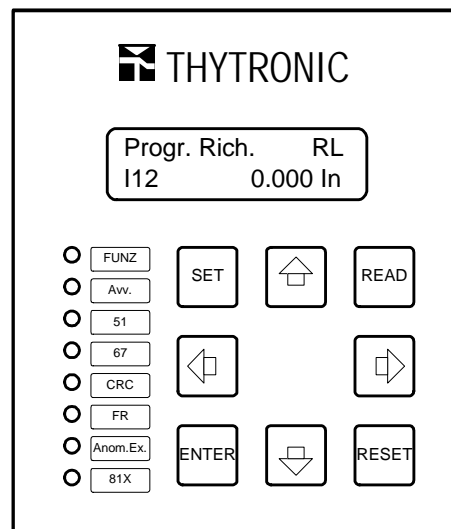 THYTRONIC
Progr. Rich. RL
I12 0.000 In
FUNZ
Avv.
51
67
CRC
FR
Anom.Ex.
81X
SET
READ
ENTER
RESET